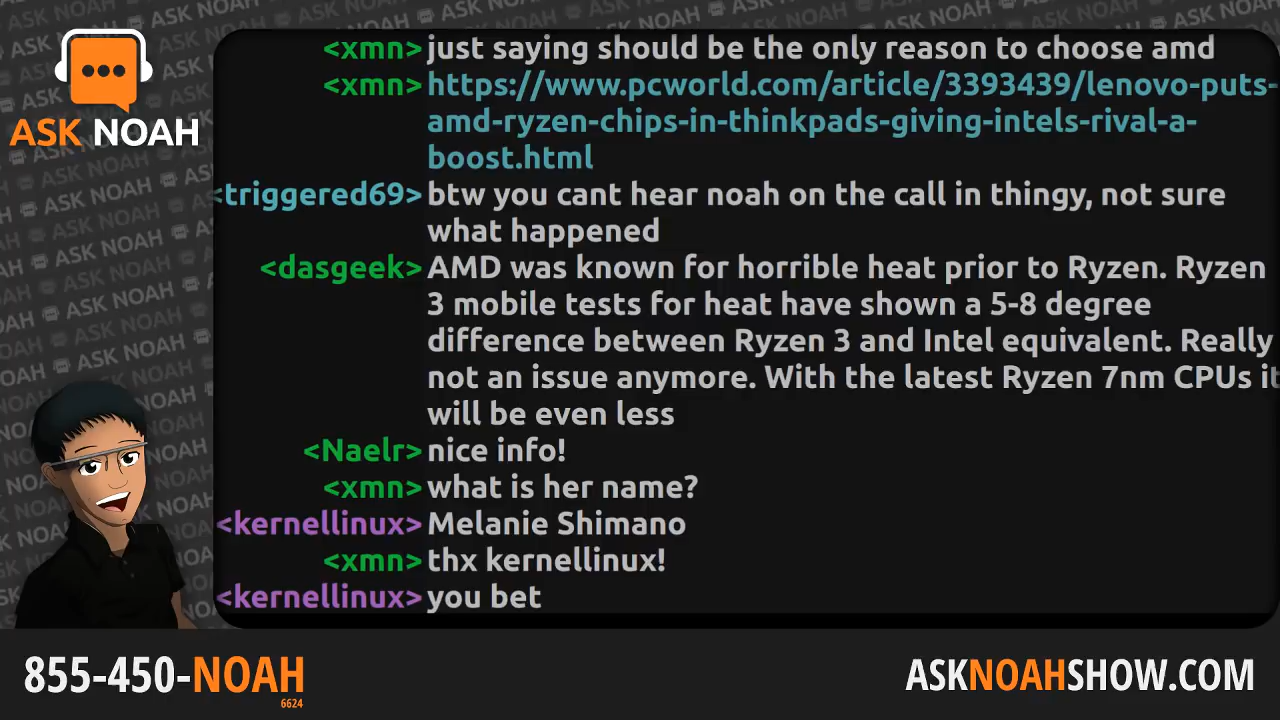 ASK NOAH
<xmn> just saying should be the only reason to choose amd
<xmn> https://www.pcworld.com/article/3393439/lenovo-puts-
amd-ryzen-chips-in-thinkpads-giving-intels-rival-a-
boost.html
<triggered69> btw you cant hear noah on the call in thingy, not sure
what happened
<dasgeek> AMD was known for horrible heat prior to Ryzen. Ryzen
3 mobile tests for heat have shown a 5-8 degree
difference between Ryzen 3 and Intel equivalent. Really
not an issue anymore. With the latest Ryzen 7nm CPUs it
will be even less
<Naelr> nice info!
<xmn> what is her name?
<kernellinux> Melanie Shimano
<xmn> thx kernellinux!
<kernellinux> you bet
855-450-NOAH
6624
ASKNOAHSHOW.COM